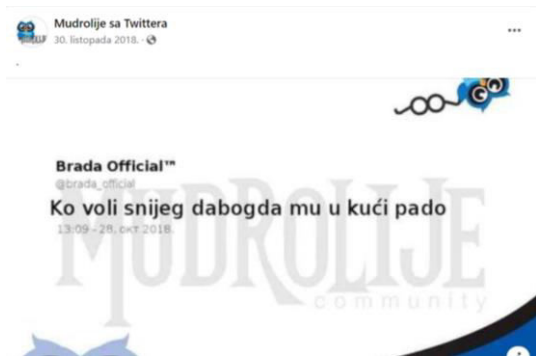 Mudrolije sa Twittera
30. listopada 2018. ·
.
Brada Official™
@brada_official
Ko voli snijeg dabogda mu u kući pado
13:09 - 28. окт 2018.
MUDROLIJE
community